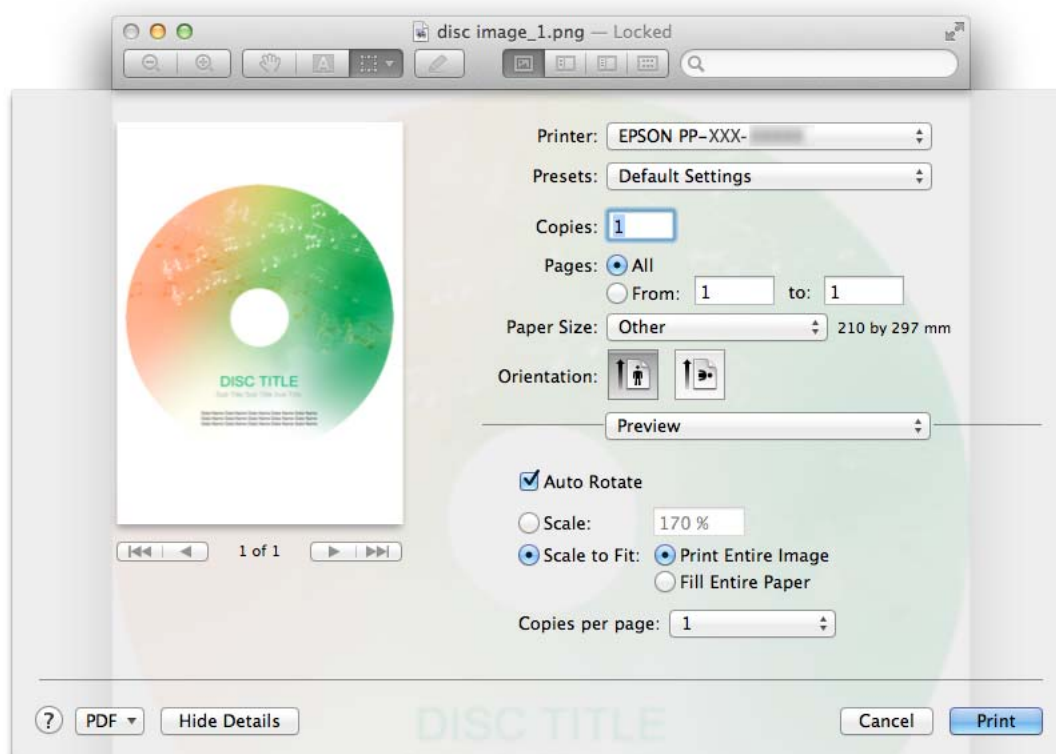 disc image_1.png — Locked
Printer: EPSON PP-XXX-
Presets: Default Settings
Copies: 1
Pages: All
From: 1 to: 1
Paper Size: Other 210 by 297 mm
Orientation:
Preview
Auto Rotate
Scale: 170 %
Scale to Fit: Print Entire Image
Fill Entire Paper
Copies per page: 1
DISC TITLE
1 of 1
? PDF Hide Details Cancel Print
DISC TITLE